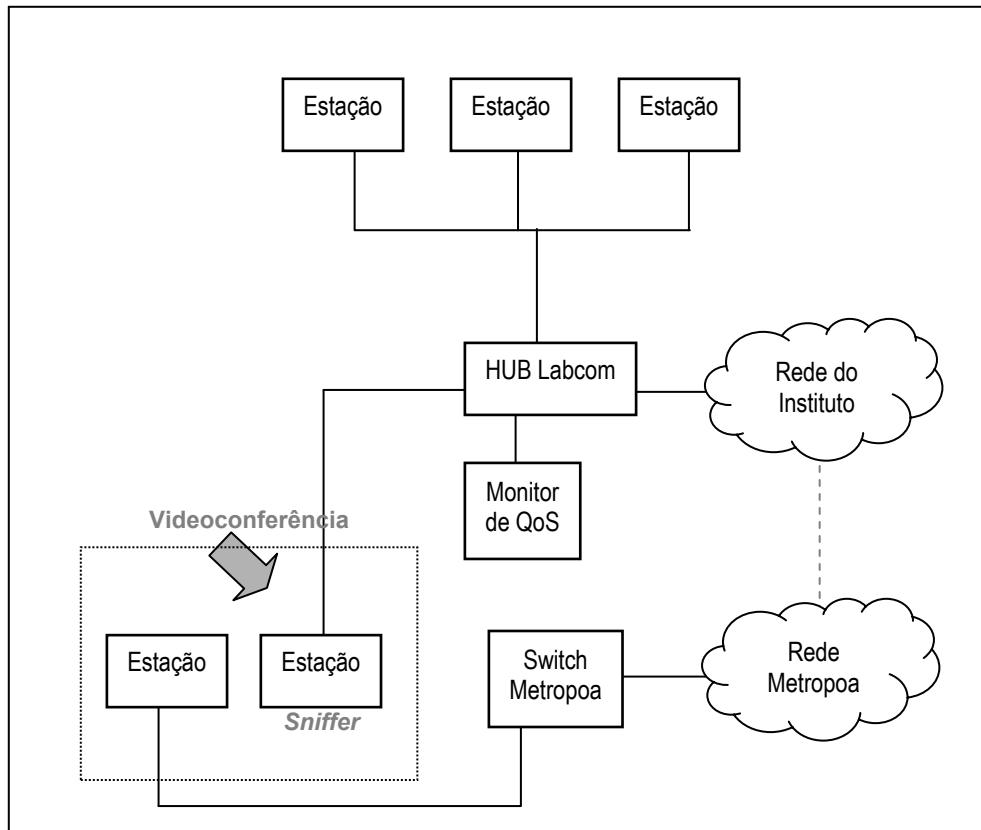 Estação
Estação
Estação
HUB Labcom
Rede do
Instituto
Monitor
de QoS
Videoconferência
Estação
Estação
Sniffer
Switch
Metropoa
Rede
Metropoa